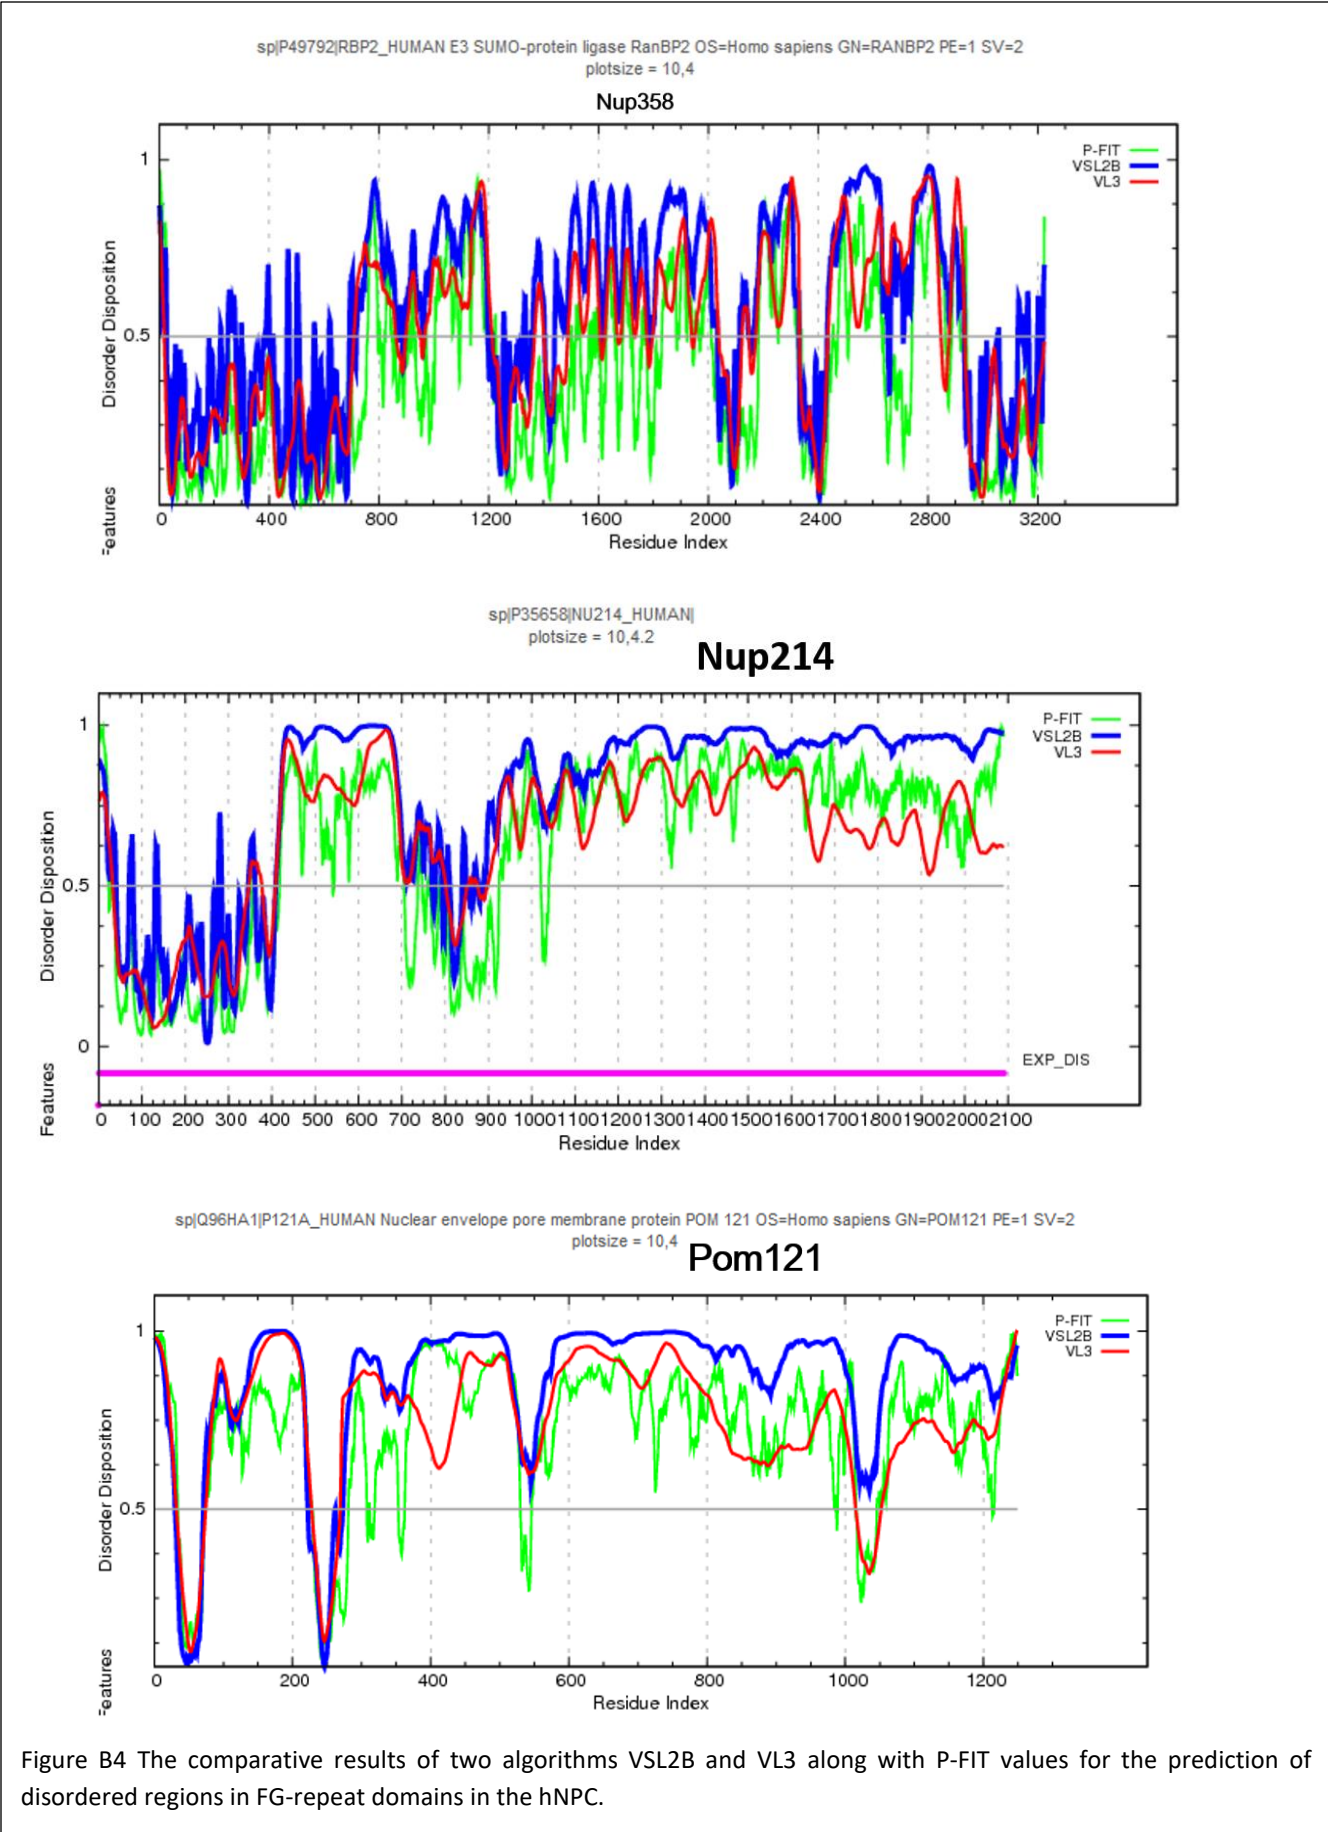 sp|P49792|RBP2_HUMAN E3 SUMO-protein ligase RanBP2 OS=Homo sapiens GN=RANBP2 PE=1 SV=2
plotsize = 10,4
Nup358
P-FIT
VSL2B
VL3
1
0.5
Disorder Disposition
Features
0 400 800 1200 1600 2000 2400 2800 3200
Residue Index
sp|P35658|NU214_HUMAN|
plotsize = 10,4.2
Nup214
P-FIT
VSL2B
VL3
1
0.5
0
Disorder Disposition
Features
EXP_DIS
0 100 200 300 400 500 600 700 800 900 1000 1100 1200 1300 1400 1500 1600 1700 1800 1900 2000 2100
Residue Index
sp|Q96HA1|P121A_HUMAN Nuclear envelope pore membrane protein POM 121 OS=Homo sapiens GN=POM121 PE=1 SV=2
plotsize = 10,4
Pom121
P-FIT
VSL2B
VL3
1
0.5
Disorder Disposition
Features
0 200 400 600 800 1000 1200
Residue Index
Figure B4 The comparative results of two algorithms VSL2B and VL3 along with P-FIT values for the prediction of
disordered regions in FG-repeat domains in the hNPC.